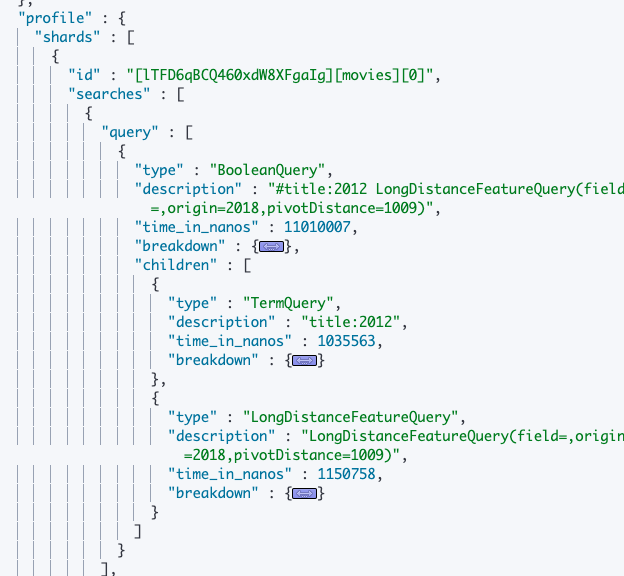 },
"profile" : {
"shards" : [
{
"id" : "[lTFD6qBCQ460xdW8XFgaIg][movies][0]",
"searches" : [
{
"query" : [
{
"type" : "BooleanQuery",
"description" : "#title:2012 LongDistanceFeatureQuery(field
=,origin=2018,pivotDistance=1009)",
"time_in_nanos" : 11010007,
"breakdown" : {},
"children" : [
{
"type" : "TermQuery",
"description" : "title:2012",
"time_in_nanos" : 1035563,
"breakdown" : {}
},
{
"type" : "LongDistanceFeatureQuery",
"description" : "LongDistanceFeatureQuery(field=,origin
=2018,pivotDistance=1009)",
"time_in_nanos" : 1150758,
"breakdown" : {}
}
]
}
],